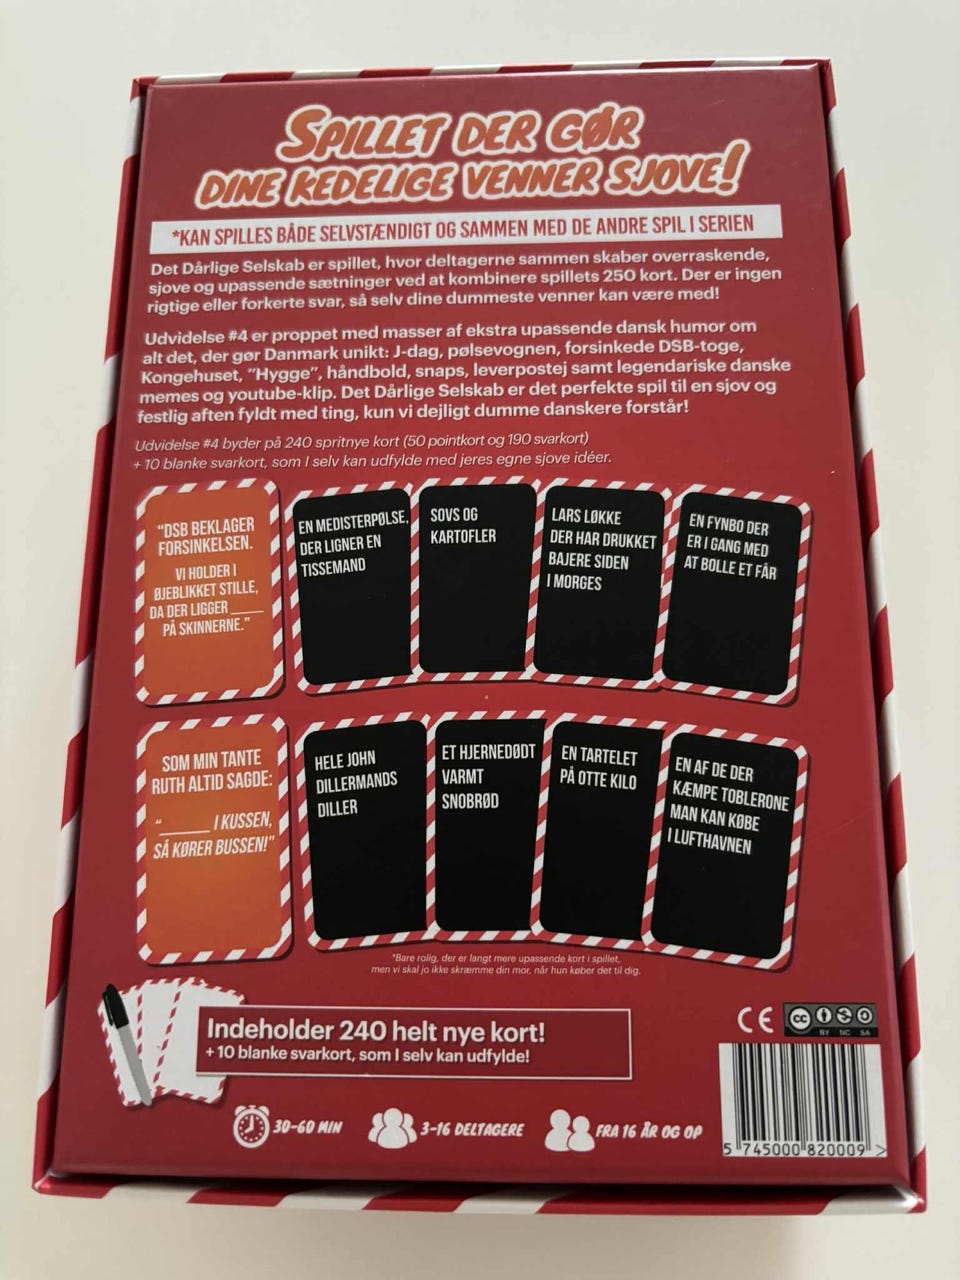 SPILLET DER GØR
DINE KEDELIGE VENNER SJOVE!
*KAN SPILLES BÅDE SELVSTÆNDIGT OG SAMMEN MED DE ANDRE SPIL I SERIEN
Det Dårlige Selskab er spillet, hvor deltagerne sammen skaber overraskende,
sjove og upassende sætninger ved at kombinere spillets 250 kort. Der er ingen
rigtige eller forkerte svar, så selv dine dummeste venner kan være med!
Udvidelse #4 er proppet med masser af ekstra upassende dansk humor om
alt det, der gør Danmark unikt: J-dag, pølsevognen, forsinkede DSB-toge,
Kongehuset, ”Hygge”, håndbold, snaps, leverpostej samt legendariske danske
memes og youtube-klip. Det Dårlige Selskab er det perfekte spil til en sjov og
festlig aften fyldt med ting, kun vi dejligt dumme danskere forstår!
Udvidelse #4 byder på 240 spritnye kort (50 pointkort og 190 svarkort)
+ 10 blanke svarkort, som I selv kan udfylde med jeres egne sjove idéer.
“DSB BEKLAGER
FORSINKELSEN.
VI HOLDER I
ØJEBLIKKET STILLE,
DA DER LIGGER _____
PÅ SKINNERNE.”
EN MEDISTERPØLSE,
DER LIGNER EN
TISSEMAND
SOVS OG
KARTOFLER
LARS LØKKE
DER HAR DRUKKET
BAJERE SIDEN
I MORGES
EN FYNBO DER
ER I GANG MED
AT BOLLE ET FÅR
SOM MIN TANTE
RUTH ALTID SAGDE:
“_______ I KUSSEN,
SÅ KØRER BUSSEN!”
HELE JOHN
DILLERMANDS
DILLER
ET HJERNEDØDT
VARMT
SNOBRØD
EN TARTELET
PÅ OTTE KILO
EN AF DE DER
KÆMPE TOBLERONE
MAN KAN KØBE
I LUFTHAVNEN
*Bare rolig, der er langt mere upassende kort i spillet,
men vi skal jo ikke skræmme din mor, når hun køber det til dig.
Indeholder 240 helt nye kort!
+ 10 blanke svarkort, som I selv kan udfylde!
CE
cc
BY NC SA
30-60 MIN
3-16 DELTAGERE
FRA 16 ÅR OG OP
5 745000 820009 >